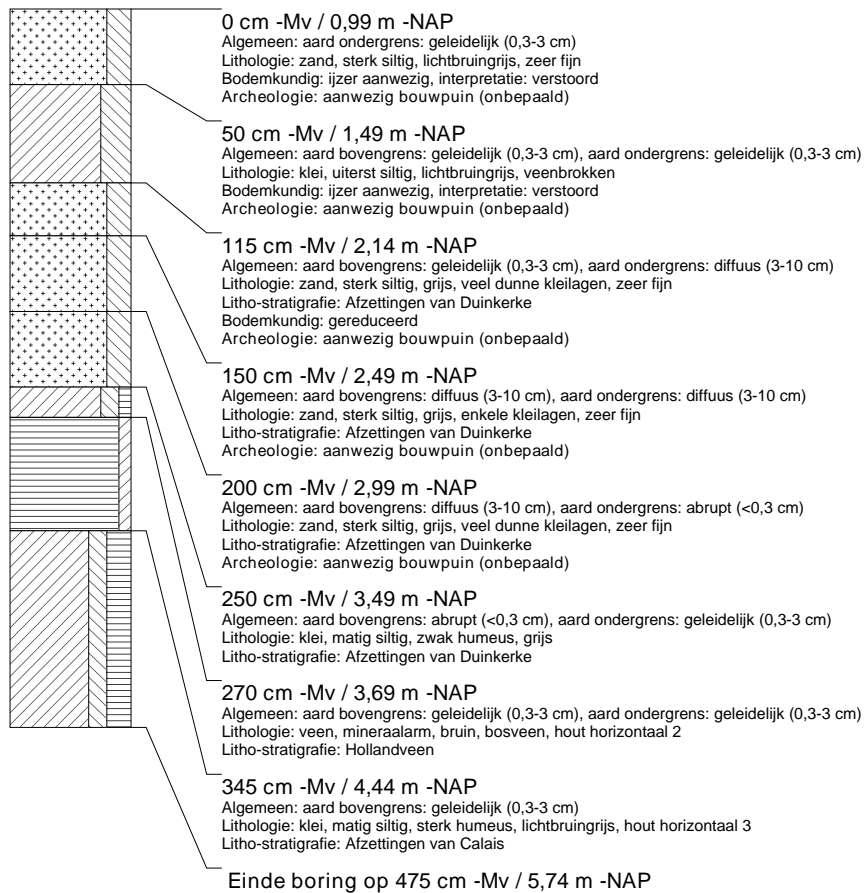 0 cm -Mv / 0,99 m -NAP
Algemeen: aard ondergrens: geleidelijk (0,3-3 cm)
Lithologie: zand, sterk siltig, lichtbruingrijs, zeer fijn
Bodemkundig: ijzer aanwezig, interpretatie: verstoord
Archeologie: aanwezig bouwpuin (onbepaald)
50 cm -Mv / 1,49 m -NAP
Algemeen: aard bovengrens: geleidelijk (0,3-3 cm), aard ondergrens: geleidelijk (0,3-3 cm)
Lithologie: klei, uiterst siltig, lichtbruingrijs, veenbrokken
Bodemkundig: ijzer aanwezig, interpretatie: verstoord
Archeologie: aanwezig bouwpuin (onbepaald)
115 cm -Mv / 2,14 m -NAP
Algemeen: aard bovengrens: geleidelijk (0,3-3 cm), aard ondergrens: diffuus (3-10 cm)
Lithologie: zand, sterk siltig, grijs, veel dunne kleilagen, zeer fijn
Litho-stratigrafie: Afzettingen van Duinkerke
Bodemkundig: gereduceerd
Archeologie: aanwezig bouwpuin (onbepaald)
150 cm -Mv / 2,49 m -NAP
Algemeen: aard bovengrens: diffuus (3-10 cm), aard ondergrens: diffuus (3-10 cm)
Lithologie: zand, sterk siltig, grijs, enkele kleilagen, zeer fijn
Litho-stratigrafie: Afzettingen van Duinkerke
Archeologie: aanwezig bouwpuin (onbepaald)
200 cm -Mv / 2,99 m -NAP
Algemeen: aard bovengrens: diffuus (3-10 cm), aard ondergrens: abrupt (<0,3 cm)
Lithologie: zand, sterk siltig, grijs, veel dunne kleilagen, zeer fijn
Litho-stratigrafie: Afzettingen van Duinkerke
Archeologie: aanwezig bouwpuin (onbepaald)
250 cm -Mv / 3,49 m -NAP
Algemeen: aard bovengrens: abrupt (<0,3 cm), aard ondergrens: geleidelijk (0,3-3 cm)
Lithologie: klei, matig siltig, zwak humeus, grijs
Litho-stratigrafie: Afzettingen van Duinkerke
270 cm -Mv / 3,69 m -NAP
Algemeen: aard bovengrens: geleidelijk (0,3-3 cm), aard ondergrens: geleidelijk (0,3-3 cm)
Lithologie: veen, mineraalarm, bruin, bosveen, hout horizontaal 2
Litho-stratigrafie: Hollandveen
345 cm -Mv / 4,44 m -NAP
Algemeen: aard bovengrens: geleidelijk (0,3-3 cm)
Lithologie: klei, matig siltig, sterk humeus, lichtbruingrijs, hout horizontaal 3
Litho-stratigrafie: Afzettingen van Calais
Einde boring op 475 cm -Mv / 5,74 m -NAP